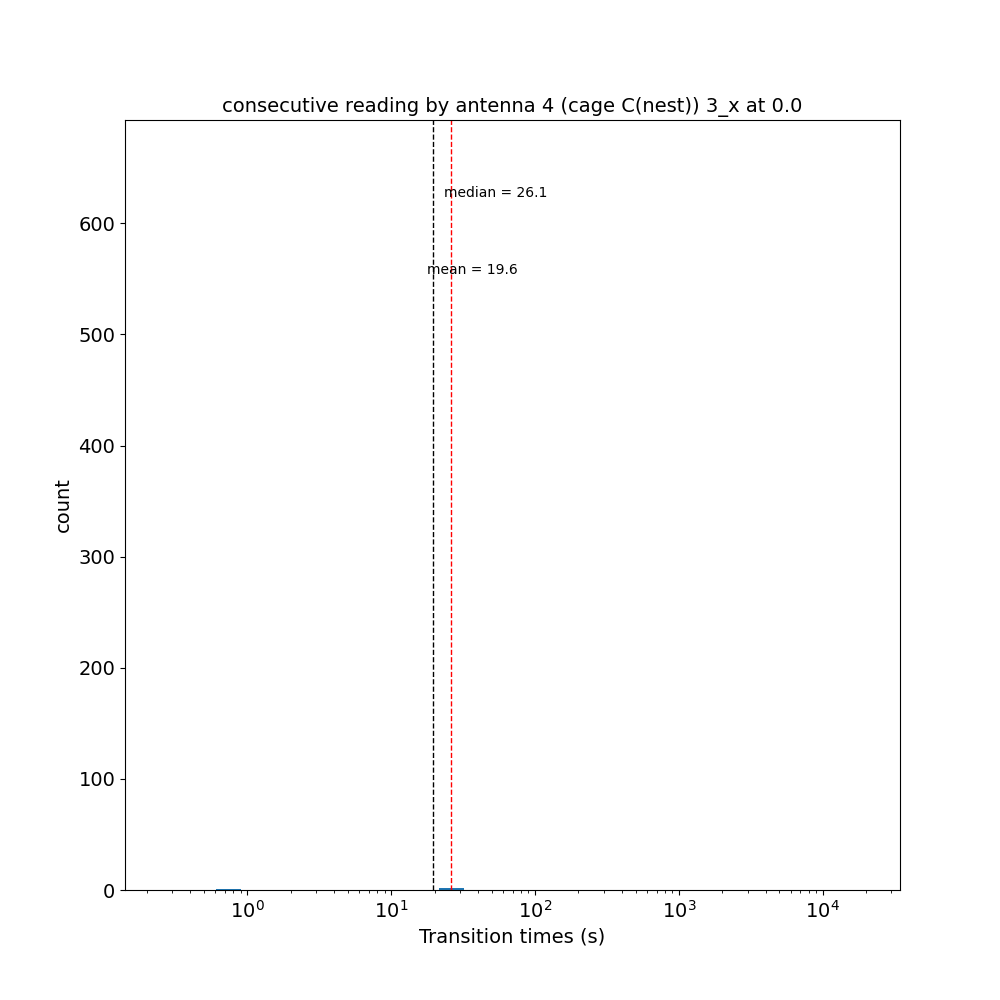 consecutive reading by antenna 4 (cage C(nest)) 3_x at 0.0
median = 26.1
mean = 19.6
600
500
400
300
200
100
0
count
10⁰
10¹
10²
10³
10⁴
Transition times (s)